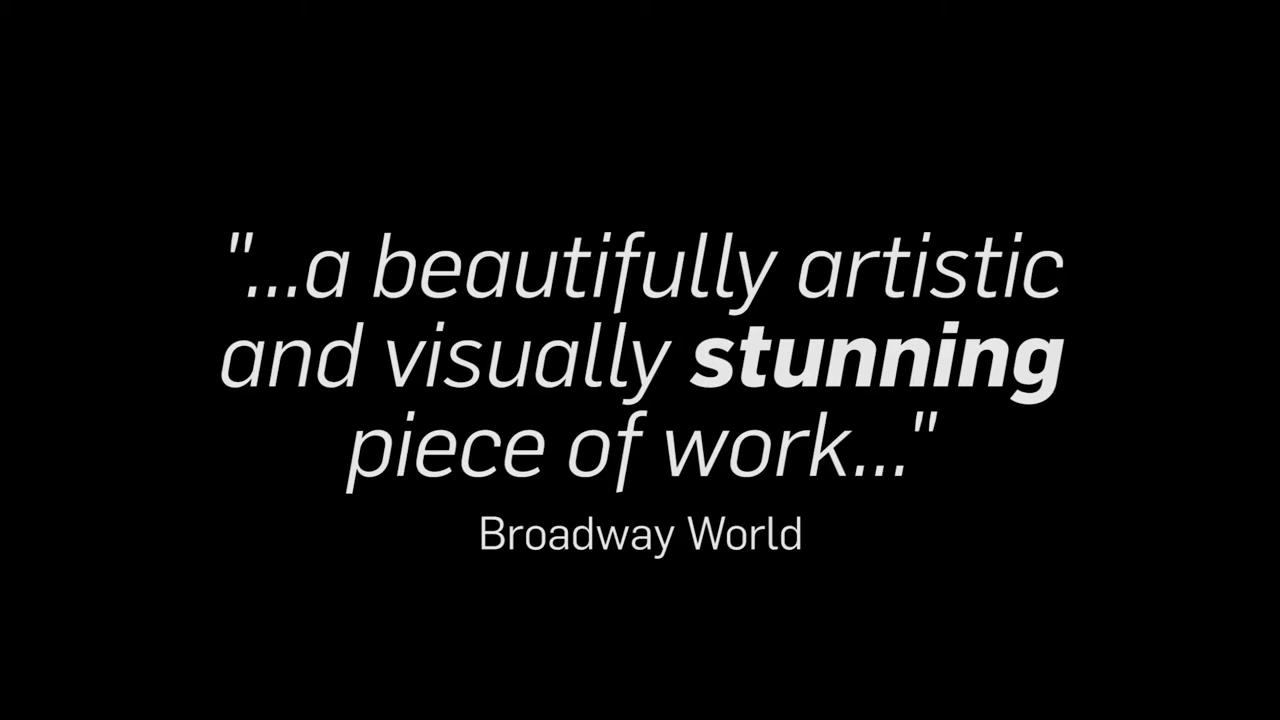 "...a beautifully artistic
and visually stunning
piece of work..."
Broadway World